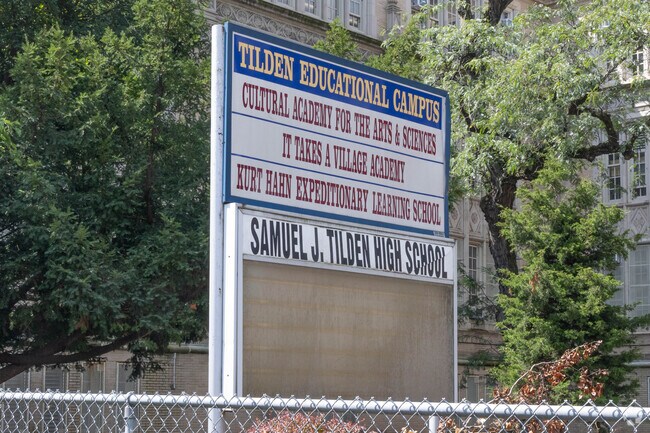 TILDEN EDUCATIONAL CAMPUS
CULTURAL ACADEMY FOR THE ARTS & SCIENCES
IT TAKES A VILLAGE ACADEMY
KURT HAHN EXPEDITIONARY LEARNING SCHOOL
SAMUEL J. TILDEN HIGH SCHOOL